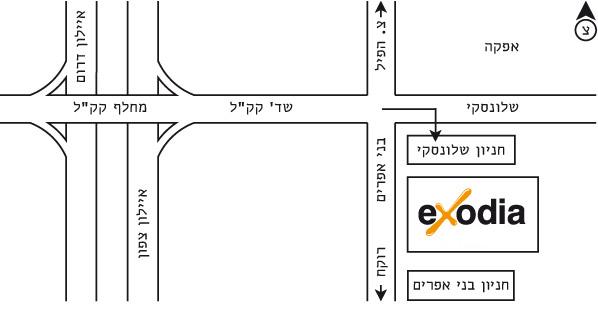 איילון דרום
צ. הפיל
אפקה
צ
מחלף קק"ל
שד' קק"ל
שלונסקי
חניון שלונסקי
בני אפרים
איילון צפון
exodia
רוקח
חניון בני אפרים